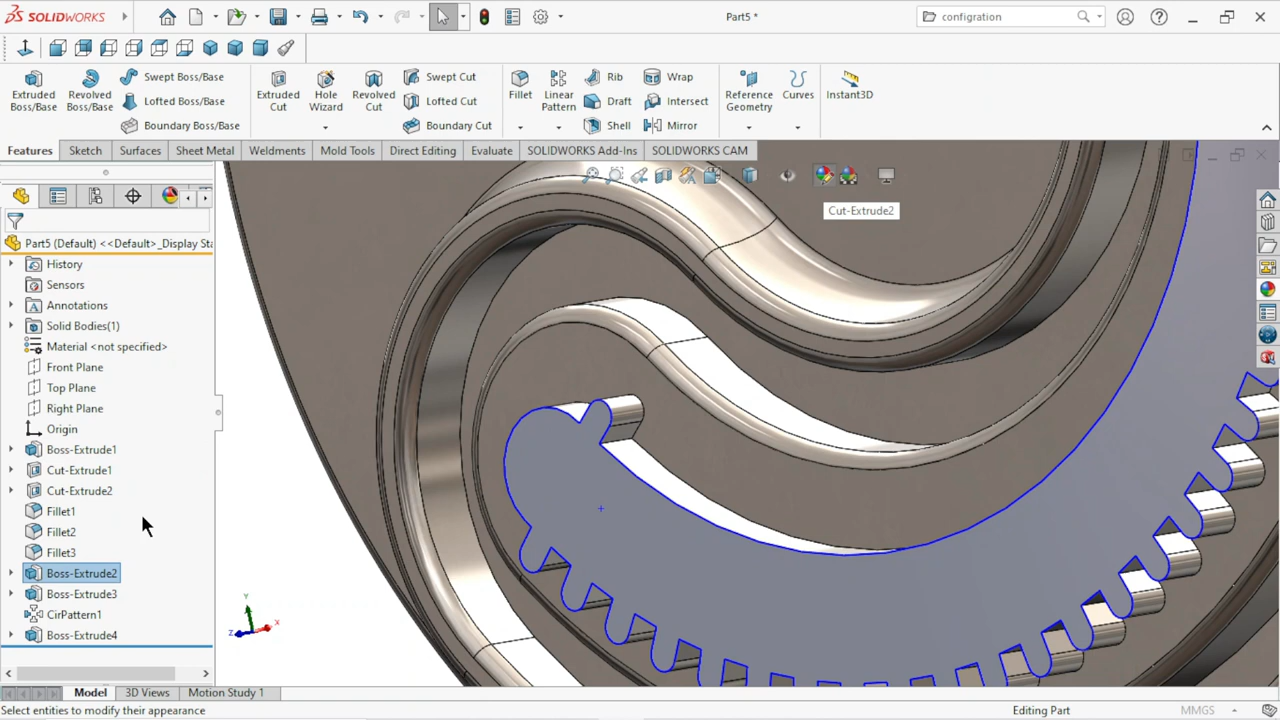 SOLIDWORKS
Part5 *
configration
Extruded Boss/Base
Revolved Boss/Base
Swept Boss/Base
Lofted Boss/Base
Boundary Boss/Base
Extruded Cut
Hole Wizard
Revolved Cut
Swept Cut
Lofted Cut
Boundary Cut
Fillet
Linear Pattern
Rib
Draft
Shell
Wrap
Intersect
Mirror
Reference Geometry
Curves
Instant3D
Features
Sketch
Surfaces
Sheet Metal
Weldments
Mold Tools
Direct Editing
Evaluate
SOLIDWORKS Add-Ins
SOLIDWORKS CAM
Cut-Extrude2
Part5 (Default) <<Default>_Display Sta
History
Sensors
Annotations
Solid Bodies(1)
Material <not specified>
Front Plane
Top Plane
Right Plane
Origin
Boss-Extrude1
Cut-Extrude1
Cut-Extrude2
Fillet1
Fillet2
Fillet3
Boss-Extrude2
Boss-Extrude3
CirPattern1
Boss-Extrude4
Y
Z
X
Model
3D Views
Motion Study 1
Select entities to modify their appearance
Editing Part
MMGS